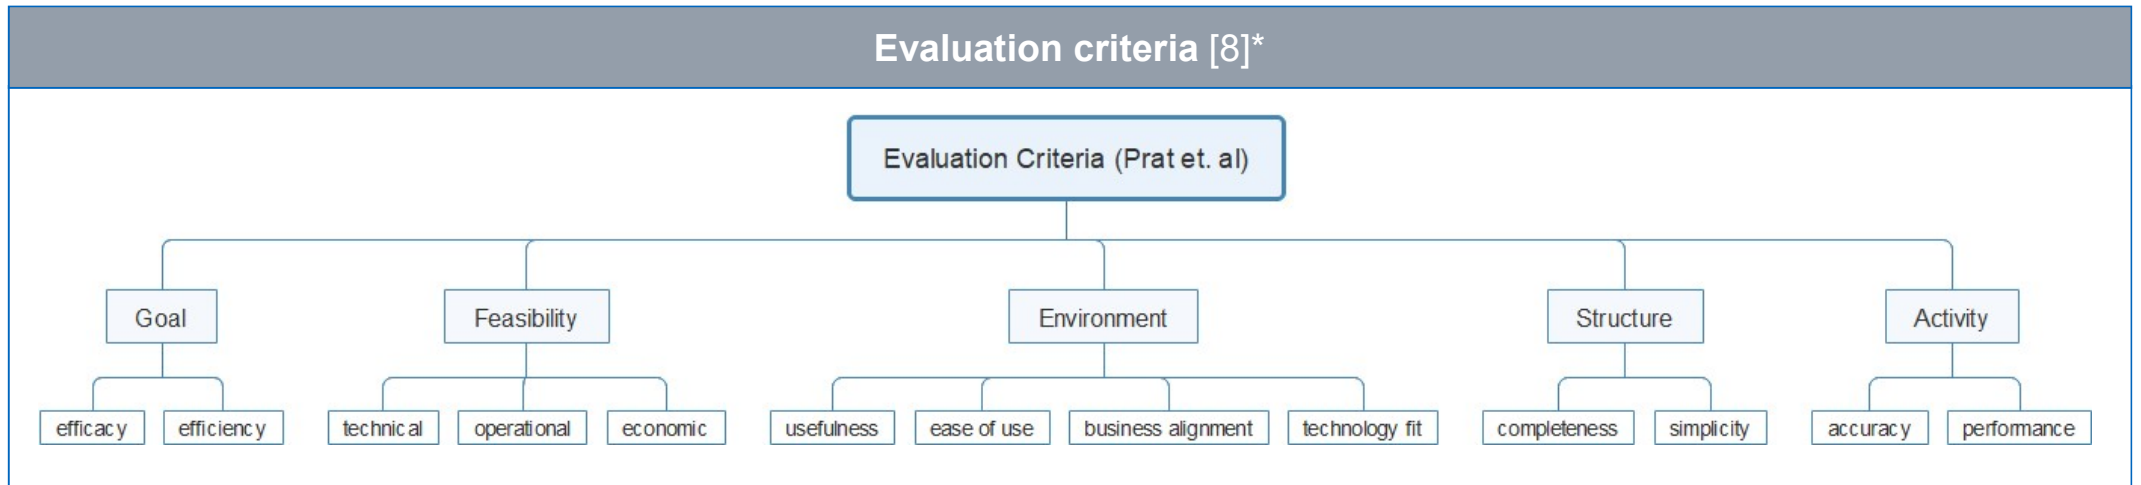 Evaluation criteria [8]*
Evaluation Criteria (Prat et. al)
Goal
Feasibility
Environment
Structure
Activity
efficacy
efficiency
technical
operational
economic
usefulness
ease of use
business alignment
technology fit
completeness
simplicity
accuracy
performance